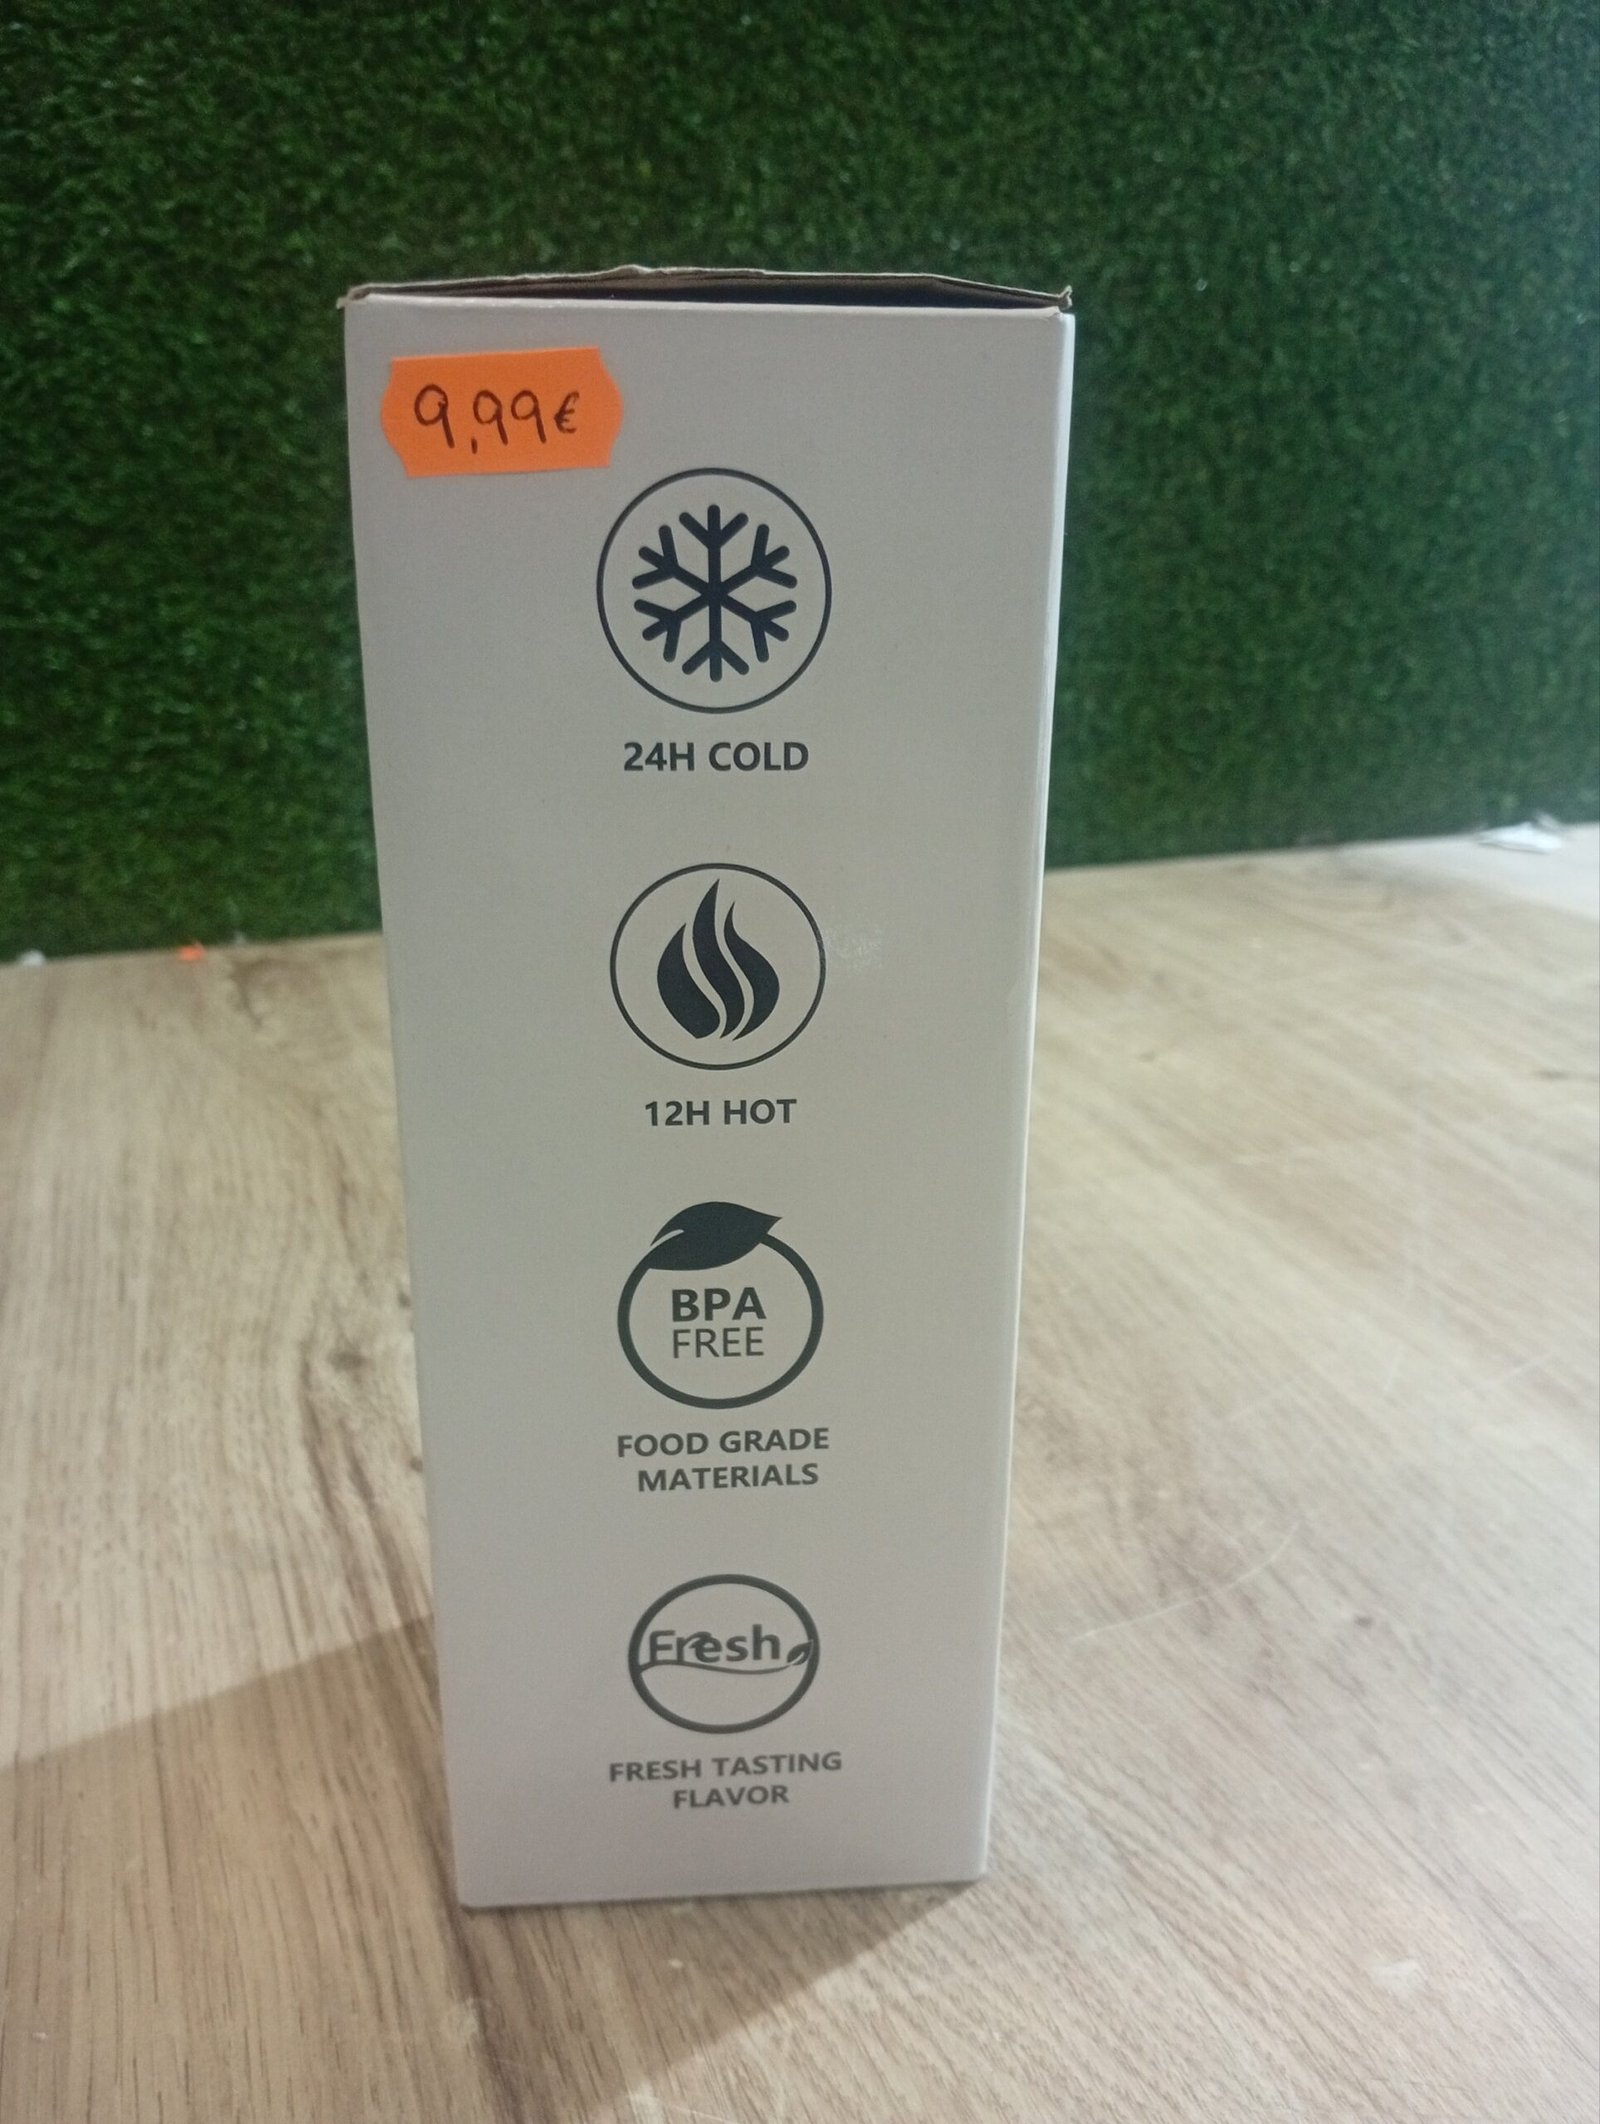 9,99€
24H COLD
12H HOT
BPA
FREE
FOOD GRADE
MATERIALS
Fresh
FRESH TASTING
FLAVOR